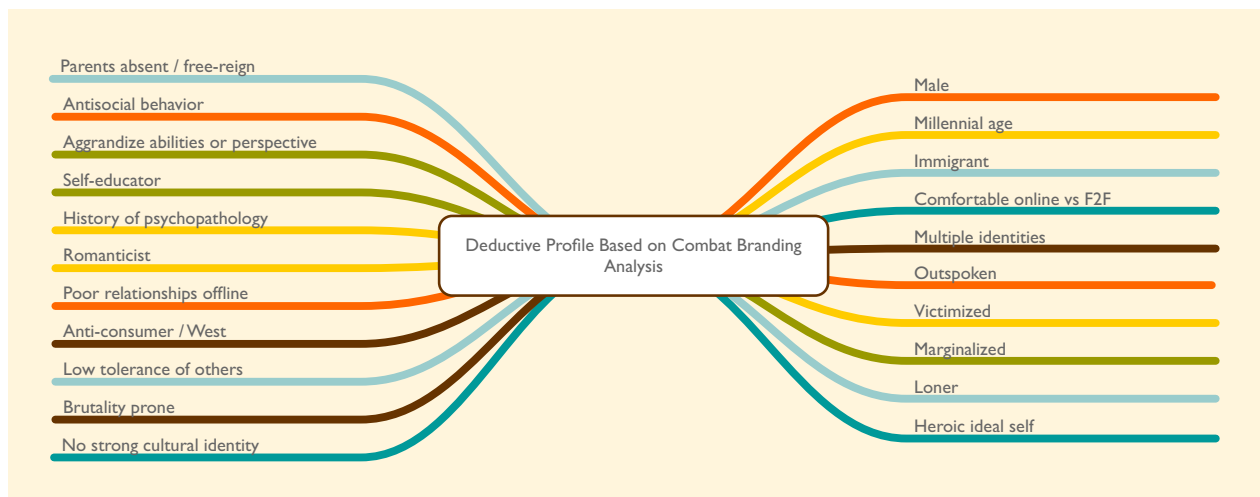 Parents absent / free-reign
Antisocial behavior
Aggrandize abilities or perspective
Self-educator
History of psychopathology
Romanticist
Poor relationships offline
Anti-consumer / West
Low tolerance of others
Brutality prone
No strong cultural identity
Deductive Profile Based on Combat Branding
Analysis
Male
Millennial age
Immigrant
Comfortable online vs F2F
Multiple identities
Outspoken
Victimized
Marginalized
Loner
Heroic ideal self